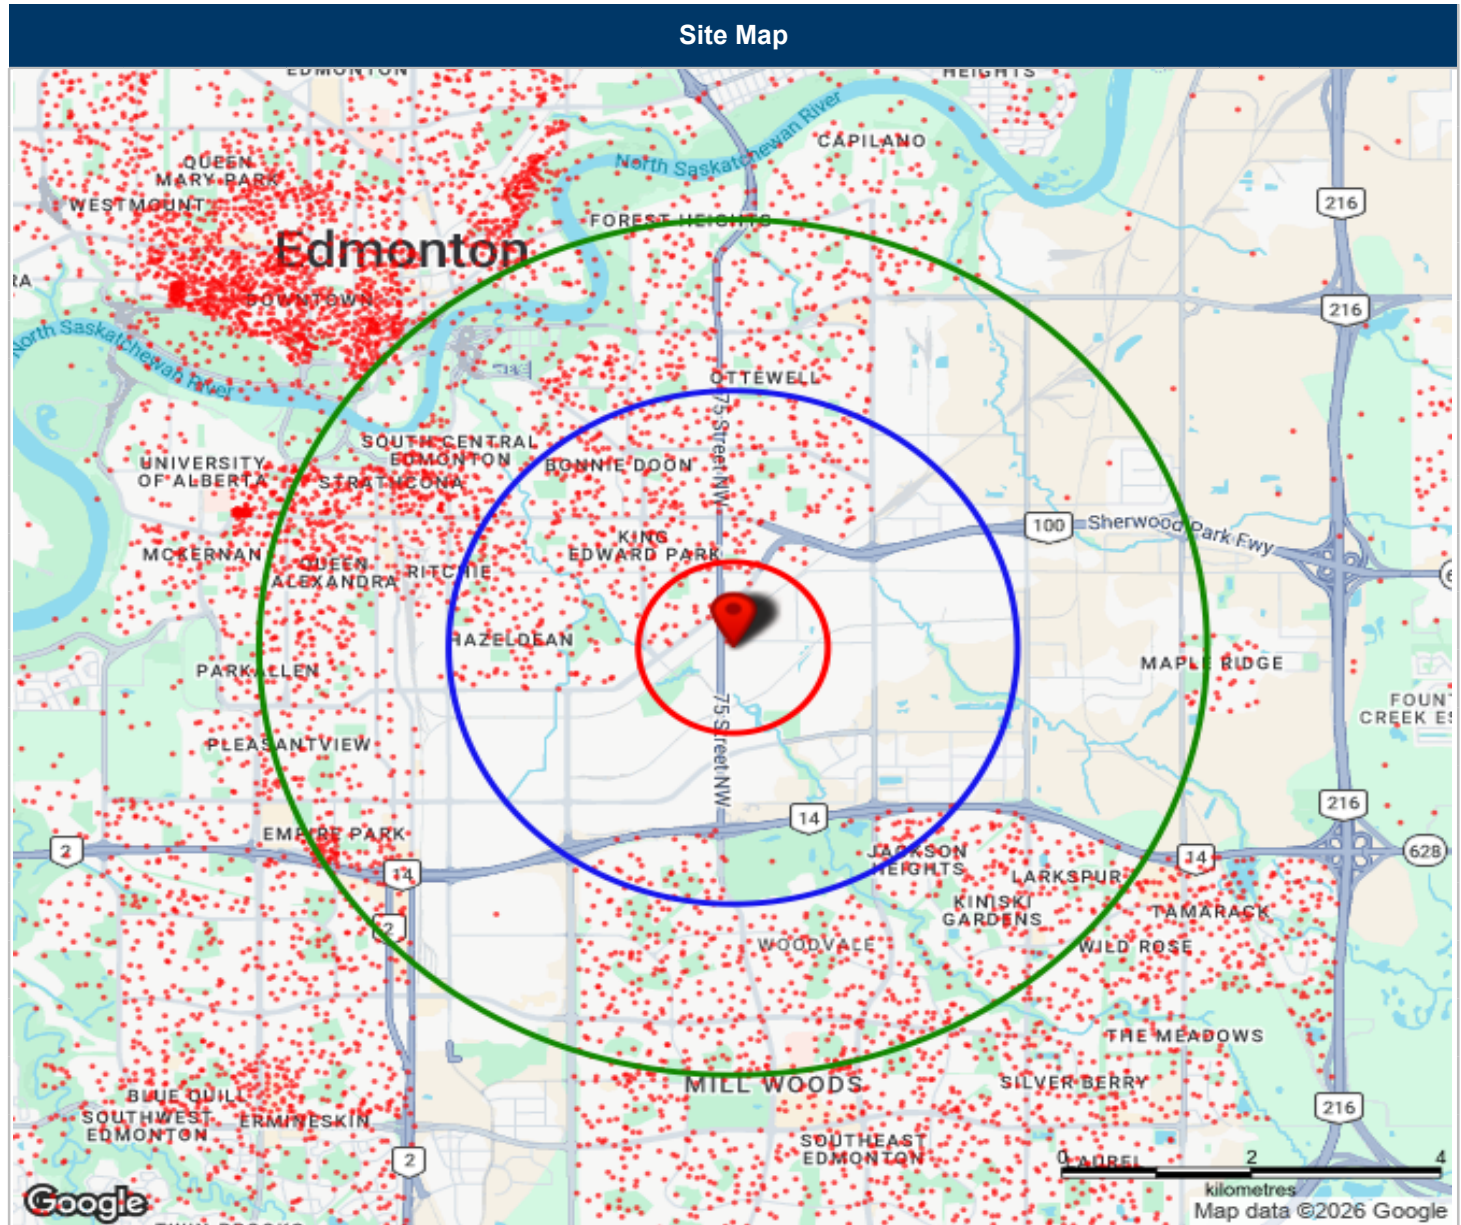 Site Map
EDMONTON
HEIGHTS
North Saskatchewan River
CAPILANO
QUEEN
MARY PARK
WESTMOUNT
216
FOREST HEIGHTS
Edmonton
RA
DOWNTOWN
216
North Saskatchewan River
OTTEWELL
75 Street NW
SOUTH CENTRAL
EDMONTON
UNIVERSITY
OF ALBERTA
BONNIE DOON
STRATHCONA
100
Sherwood Park Fwy
KING
EDWARD PARK
MCKERNAN
QUEEN
ALEXANDRA
RITCHIE
HAZELDEAN
PARKALLEN
MAPLE RIDGE
FOUNT
CREEK ES
75 Street NW
PLEASANTVIEW
216
14
EMPIRE PARK
2
JACKSON
HEIGHTS
628
14
14
LARKSPUR
KINISKI
GARDENS
TAMARACK
2
WOODVALE
WILD ROSE
THE MEADOWS
MILL WOODS
SILVER BERRY
BLUE QUILL
216
SOUTHWEST
EDMONTON
ERMINESKIN
SOUTHEAST
EDMONTON
2
0 2 4
LAUREL
kilometres
Google
Map data ©2026 Google